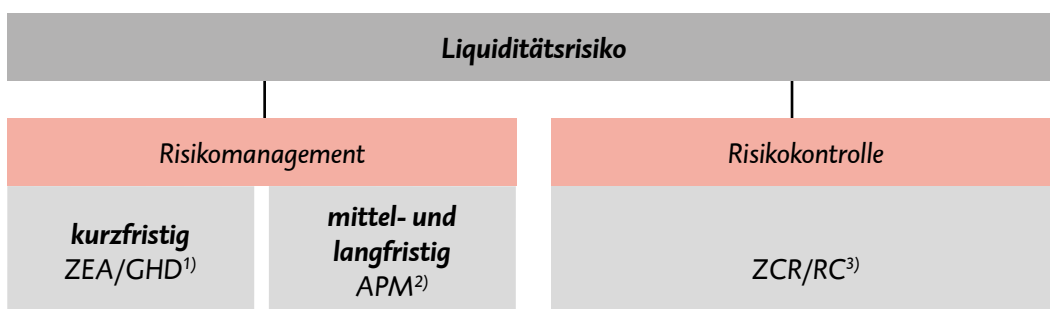 Liquiditätsrisiko
Risikomanagement
Risikokontrolle
kurzfristig
ZEA/GHD¹⁾
mittel- und
langfristig
APM²⁾
ZCR/RC³⁾